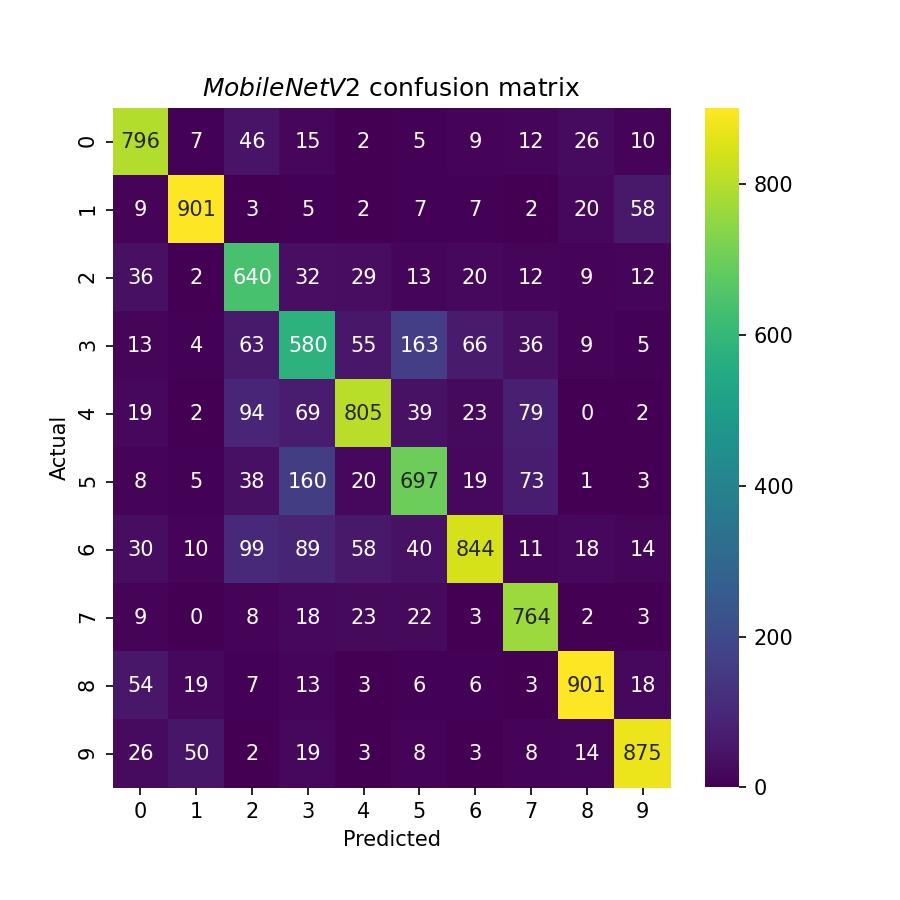 MobileNetV2 confusion matrix
0 796 7 46 15 2 5 9 12 26 10
1 9 901 3 5 2 7 7 2 20 58
2 36 2 640 32 29 13 20 12 9 12
3 13 4 63 580 55 163 66 36 9 5
4 19 2 94 69 805 39 23 79 0 2
5 8 5 38 160 20 697 19 73 1 3
6 30 10 99 89 58 40 844 11 18 14
7 9 0 8 18 23 22 3 764 2 3
8 54 19 7 13 3 6 6 3 901 18
9 26 50 2 19 3 8 3 8 14 875
0 1 2 3 4 5 6 7 8 9
Predicted
Actual
800
600
400
200
0